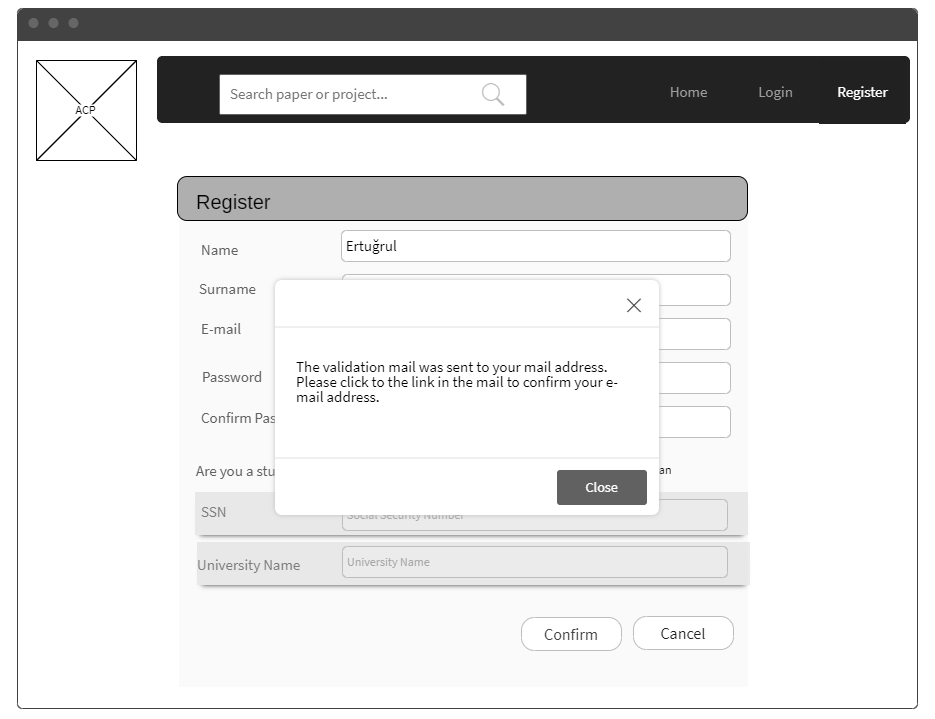 ACP
Search paper or project...
Home
Login
Register
Register
Name
Ertuğrul
Surname
E-mail
The validation mail was sent to your mail address.
Please click to the link in the mail to confirm your e-
mail address.
Password
Confirm Pas
Are you a stu
an
Close
SSN
Social Security Number
University Name
University Name
Confirm
Cancel